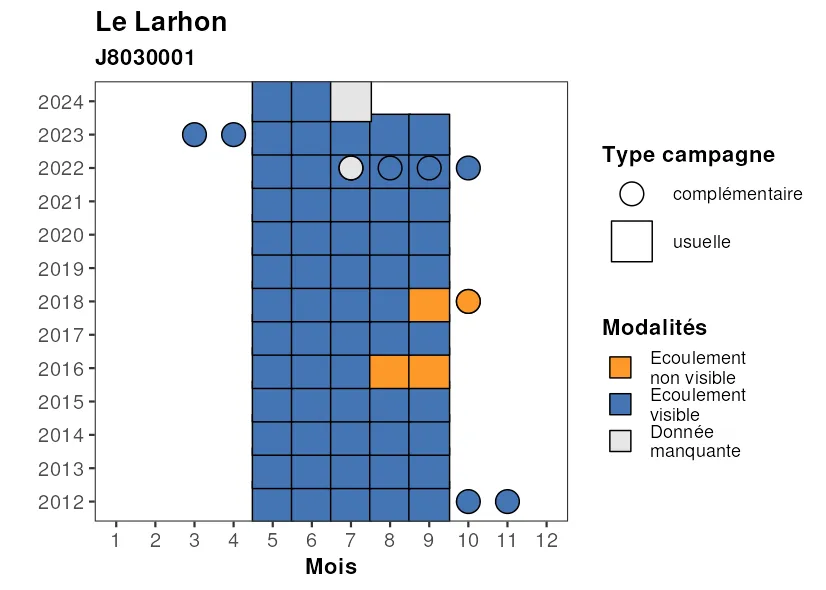 Le Larhon
J8030001
2024
2023
2022
2021
2020
2019
2018
2017
2016
2015
2014
2013
2012
1 2 3 4 5 6 7 8 9 10 11 12
Mois
Type campagne
complémentaire
usuelle
Modalités
Ecoulement
non visible
Ecoulement
visible
Donnée
manquante